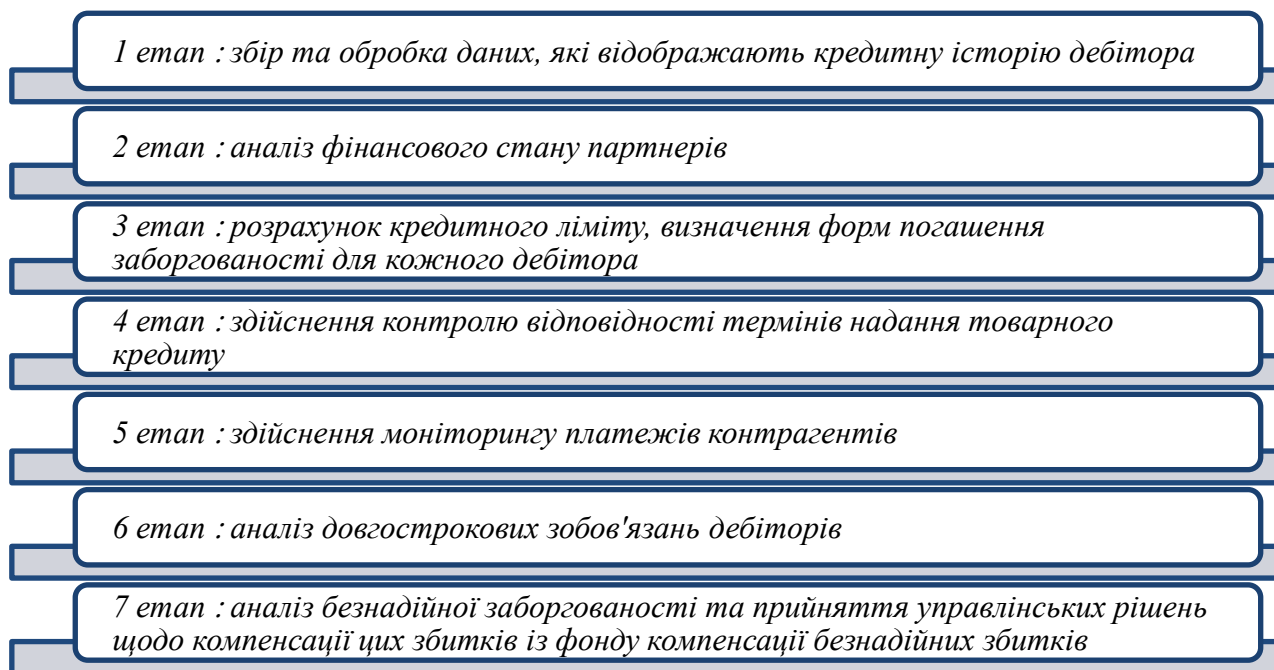 1 етап : збір та обробка даних, які відображають кредитну історію дебітора
2 етап : аналіз фінансового стану партнерів
3 етап : розрахунок кредитного ліміту, визначення форм погашення
заборгованості для кожного дебітора
4 етап : здійснення контролю відповідності термінів надання товарного
кредиту
5 етап : здійснення моніторингу платежів контрагентів
6 етап : аналіз довгострокових зобов'язань дебіторів
7 етап : аналіз безнадійної заборгованості та прийняття управлінських рішень
щодо компенсації цих збитків із фонду компенсації безнадійних збитків